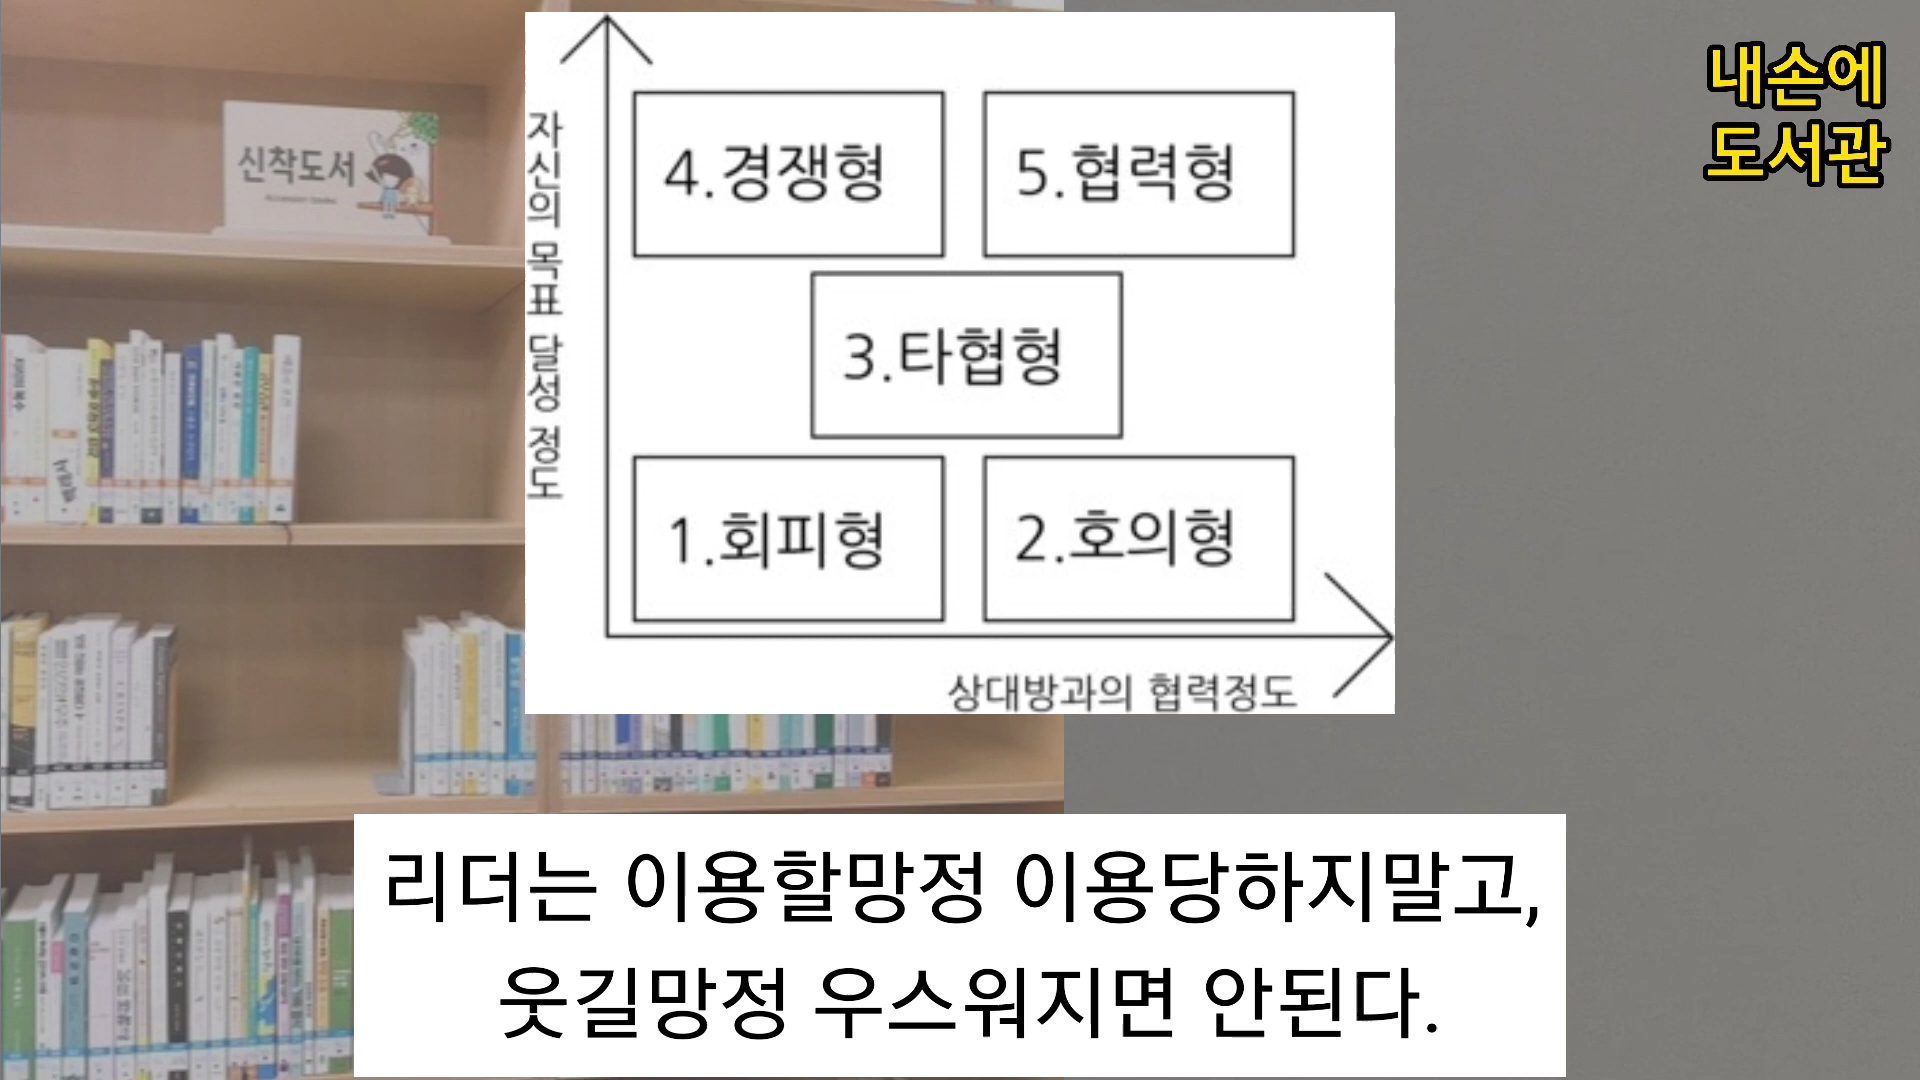 내손에
도서관
신착도서
자신의 목표 달성 정도
4.경쟁형
5.협력형
3.타협형
1.회피형
2.호의형
상대방과의 협력정도
리더는 이용할망정 이용당하지말고,
웃길망정 우스워지면 안된다.